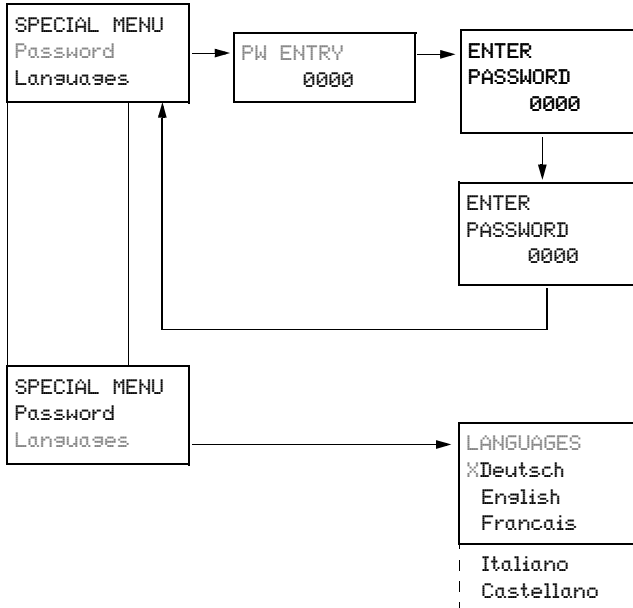 SPECIAL MENU
Password
Languages
PW ENTRY
0000
ENTER
PASSWORD
0000
ENTER
PASSWORD
0000
SPECIAL MENU
Password
Languages
LANGUAGES
XDeutsch
English
Francais
Italiano
Castellano